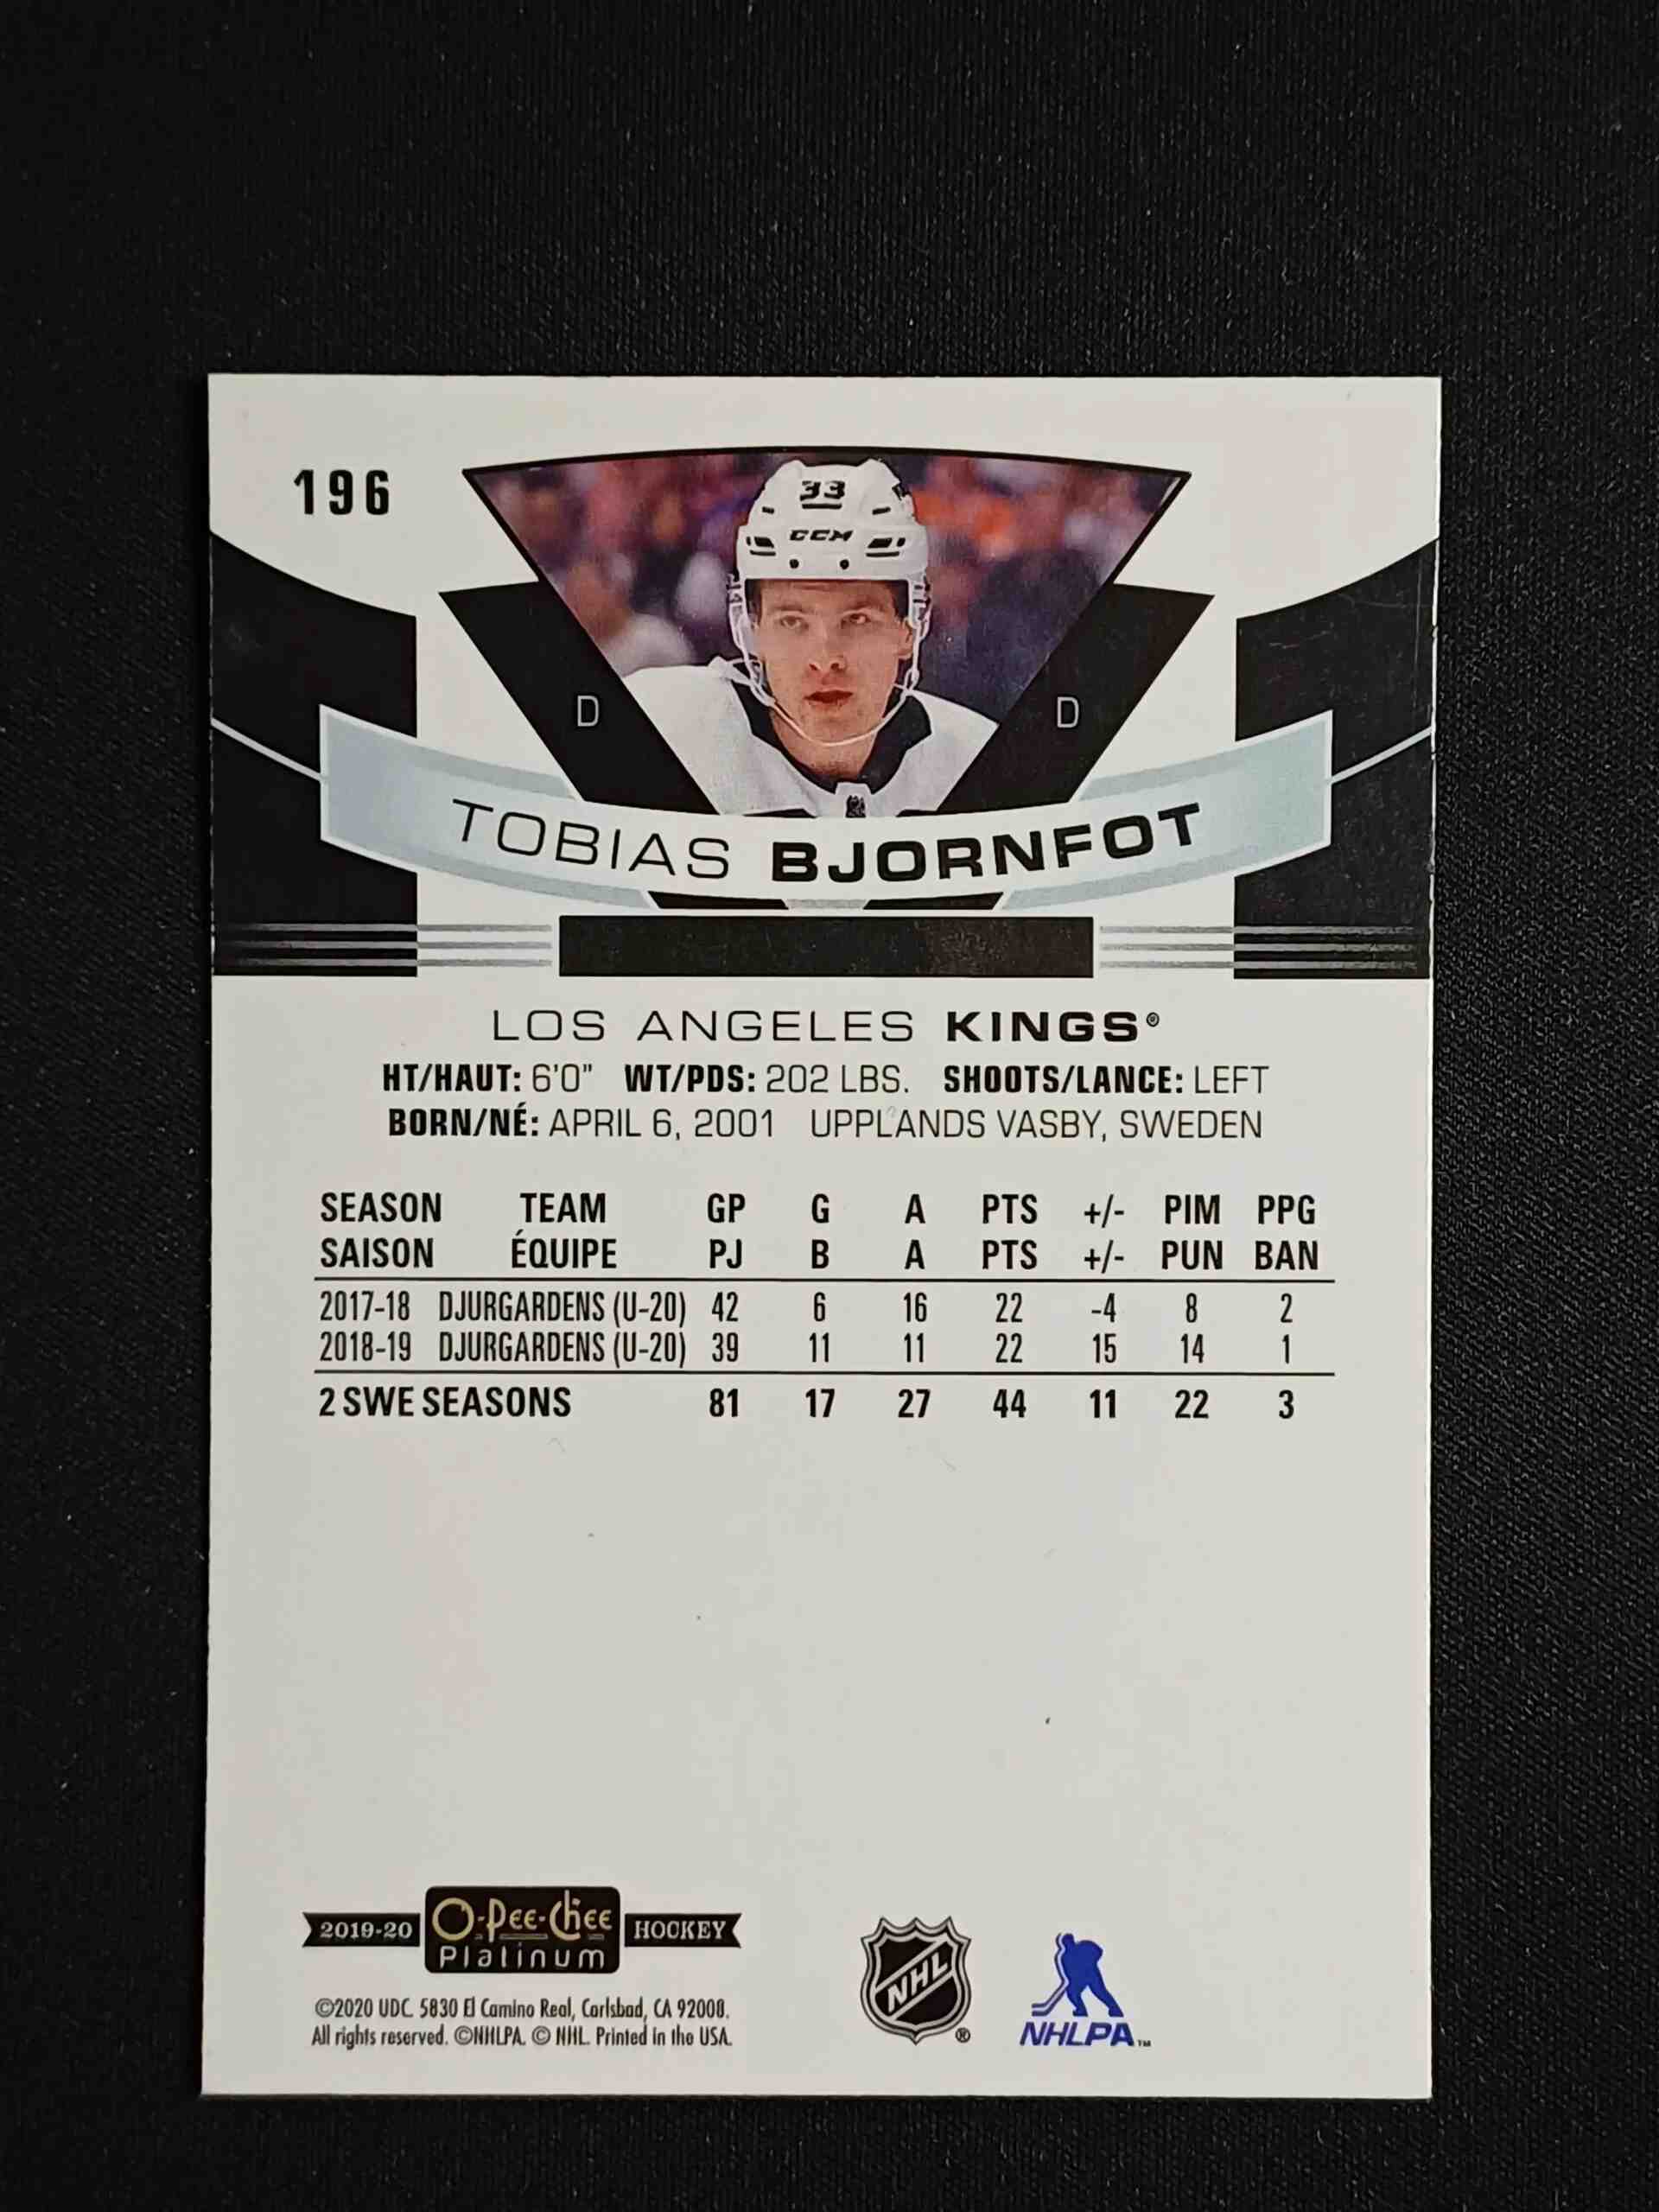 196
33
CCM
D D
TOBIAS BJORNFOT
LOS ANGELES KINGS®
HT/HAUT: 6'0" WT/PDS: 202 LBS. SHOOTS/LANCE: LEFT
BORN/NÉ: APRIL 6, 2001 UPPLANDS VASBY, SWEDEN
SEASON TEAM GP G A PTS +/- PIM PPG
SAISON ÉQUIPE PJ B A PTS +/- PUN BAN
2017-18 DJURGARDENS (U-20) 42 6 16 22 -4 8 2
2018-19 DJURGARDENS (U-20) 39 11 11 22 15 14 1
2 SWE SEASONS 81 17 27 44 11 22 3
2019-20 O-Pee-Chee HOCKEY
Platinum
©2020 UDC. 5830 El Camino Real, Carlsbad, CA 92008.
All rights reserved. ©NHLPA. © NHL. Printed in the USA.
NHL ®
NHLPA™